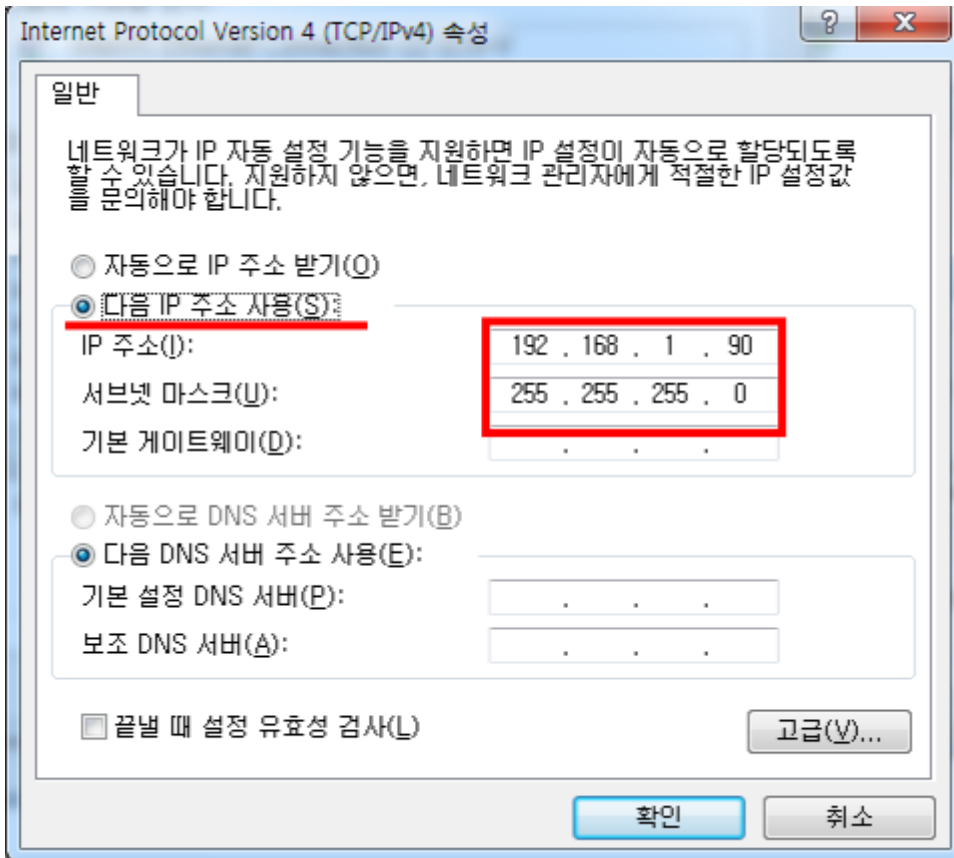 Internet Protocol Version 4 (TCP/IPv4) 속성
?
일반
네트워크가 IP 자동 설정 기능을 지원하면 IP 설정이 자동으로 할당되도록
할 수 있습니다. 지원하지 않으면, 네트워크 관리자에게 적절한 IP 설정값
을 문의해야 합니다.
자동으로 IP 주소 받기(O)
다음 IP 주소 사용(S):
IP 주소(I): 192 . 168 . 1 . 90
서브넷 마스크(U): 255 . 255 . 255 . 0
기본 게이트웨이(D): . . .
자동으로 DNS 서버 주소 받기(B)
다음 DNS 서버 주소 사용(E):
기본 설정 DNS 서버(P): . . .
보조 DNS 서버(A): . . .
끝낼 때 설정 유효성 검사(L)
고급(V)...
확인 취소